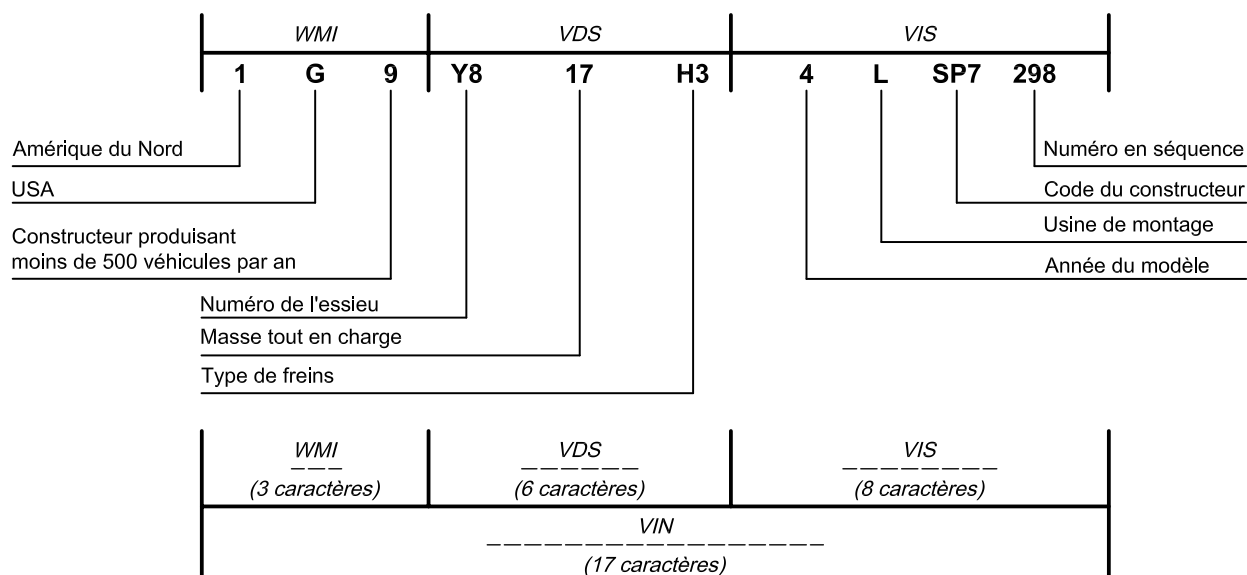 WMI VDS VIS
1 G 9 Y8 17 H3 4 L SP7 298
Amérique du Nord
Numéro en séquence
USA
Code du constructeur
Constructeur produisant
moins de 500 véhicules par an
Usine de montage
Année du modèle
Numéro de l'essieu
Masse tout en charge
Type de freins
WMI VDS VIS
(3 caractères) (6 caractères) (8 caractères)
VIN
(17 caractères)